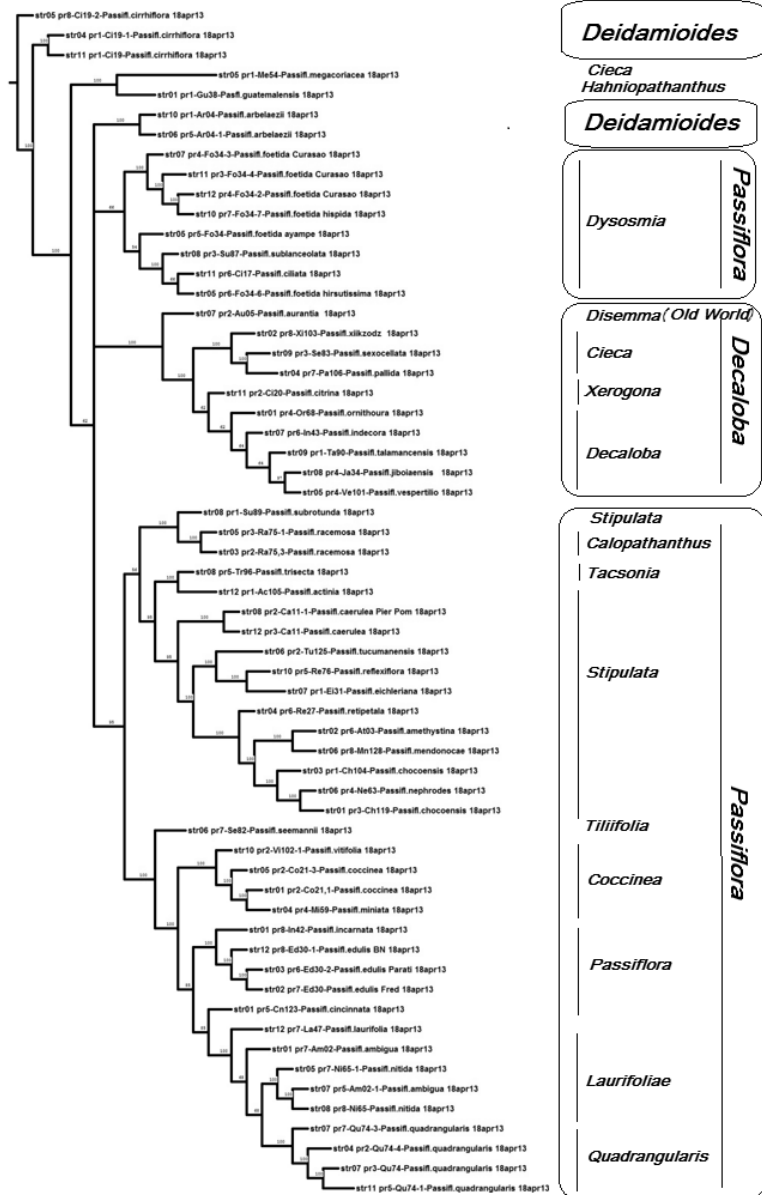 str05 pr8-Ci19-2-Passifl.cirrhiflora 18apr13
str04 pr1-Ci19-1-Passifl.cirrhiflora 18apr13
str11 pr1-Ci19-Passifl.cirrhiflora 18apr13
Deidamioides
str05 pr1-Me54-Passifl.megacoriacea 18apr13
str01 pr1-Gu38-Pasfl.guatemalensis 18apr13
Cieca
Hahniopathanthus
str10 pr1-Ar04-Passifl.arbelaezii 18apr13
str06 pr5-Ar04-1-Passifl.arbelaezii 18apr13
Deidamioides
str07 pr4-Fo34-3-Passifl.foetida Curasao 18apr13
str11 pr3-Fo34-4-Passifl.foetida Curasao 18apr13
str12 pr4-Fo34-2-Passifl.foetida Curasao 18apr13
str10 pr7-Fo34-7-Passifl.foetida hispida 18apr13
str05 pr5-Fo34-Passifl.foetida ayampe 18apr13
str08 pr3-Su87-Passifl.sublanceolata 18apr13
str11 pr6-Ci17-Passifl.ciliata 18apr13
str05 pr6-Fo34-6-Passifl.foetida hirsutissima 18apr13
Dysosmia
Passiflora
str07 pr2-Au05-Passifl.aurantia 18apr13
Disemma(Old World)
str02 pr8-Xi103-Passifl.xiikzodz 18apr13
str09 pr3-Se83-Passifl.sexocellata 18apr13
str04 pr7-Pa106-Passifl.pallida 18apr13
Cieca
str11 pr2-Ci20-Passifl.citrina 18apr13
Xerogona
str01 pr4-Or68-Passifl.ornithoura 18apr13
str07 pr6-In43-Passifl.indecora 18apr13
str09 pr1-Ta90-Passifl.talamancensis 18apr13
str08 pr4-Ja34-Passifl.jiboiaensis 18apr13
str05 pr4-Ve101-Passifl.vespertilio 18apr13
Decaloba
Decaloba
str08 pr1-Su89-Passifl.subrotunda 18apr13
Stipulata
str05 pr3-Ra75-1-Passifl.racemosa 18apr13
str03 pr2-Ra75,3-Passifl.racemosa 18apr13
Calopathanthus
str08 pr5-Tr96-Passifl.trisecta 18apr13
Tacsonia
str12 pr1-Ac105-Passifl.actinia 18apr13
str08 pr2-Ca11-1-Passifl.caerulea Pier Pom 18apr13
str12 pr3-Ca11-Passifl.caerulea 18apr13
str06 pr2-Tu125-Passifl.tucumanensis 18apr13
str10 pr5-Re76-Passifl.reflexiflora 18apr13
str07 pr1-Ei31-Passifl.eichleriana 18apr13
str04 pr6-Re27-Passifl.retipetala 18apr13
str02 pr6-At03-Passifl.amethystina 18apr13
str06 pr8-Mn128-Passifl.mendonocae 18apr13
str03 pr1-Ch104-Passifl.chocoensis 18apr13
str06 pr4-Ne63-Passifl.nephrodes 18apr13
str01 pr3-Ch119-Passifl.chocoensis 18apr13
Stipulata
str06 pr7-Se82-Passifl.seemannii 18apr13
Tiliifolia
str10 pr2-Vi102-1-Passifl.vitifolia 18apr13
str05 pr2-Co21-3-Passifl.coccinea 18apr13
str01 pr2-Co21,1-Passifl.coccinea 18apr13
str04 pr4-Mi59-Passifl.miniata 18apr13
Coccinea
Passiflora
str01 pr8-In42-Passifl.incarnata 18apr13
str12 pr8-Ed30-1-Passifl.edulis BN 18apr13
str03 pr6-Ed30-2-Passifl.edulis Parati 18apr13
str02 pr7-Ed30-Passifl.edulis Fred 18apr13
Passiflora
str01 pr5-Cn123-Passifl.cincinnata 18apr13
str12 pr7-La47-Passifl.laurifolia 18apr13
str01 pr7-Am02-Passifl.ambigua 18apr13
str05 pr7-Ni65-1-Passifl.nitida 18apr13
str07 pr5-Am02-1-Passifl.ambigua 18apr13
str08 pr8-Ni65-Passifl.nitida 18apr13
Laurifoliae
str07 pr7-Qu74-3-Passifl.quadrangularis 18apr13
str04 pr2-Qu74-4-Passifl.quadrangularis 18apr13
str07 pr3-Qu74-Passifl.quadrangularis 18apr13
str11 pr5-Qu74-1-Passifl.quadrangularis 18apr13
Quadrangularis